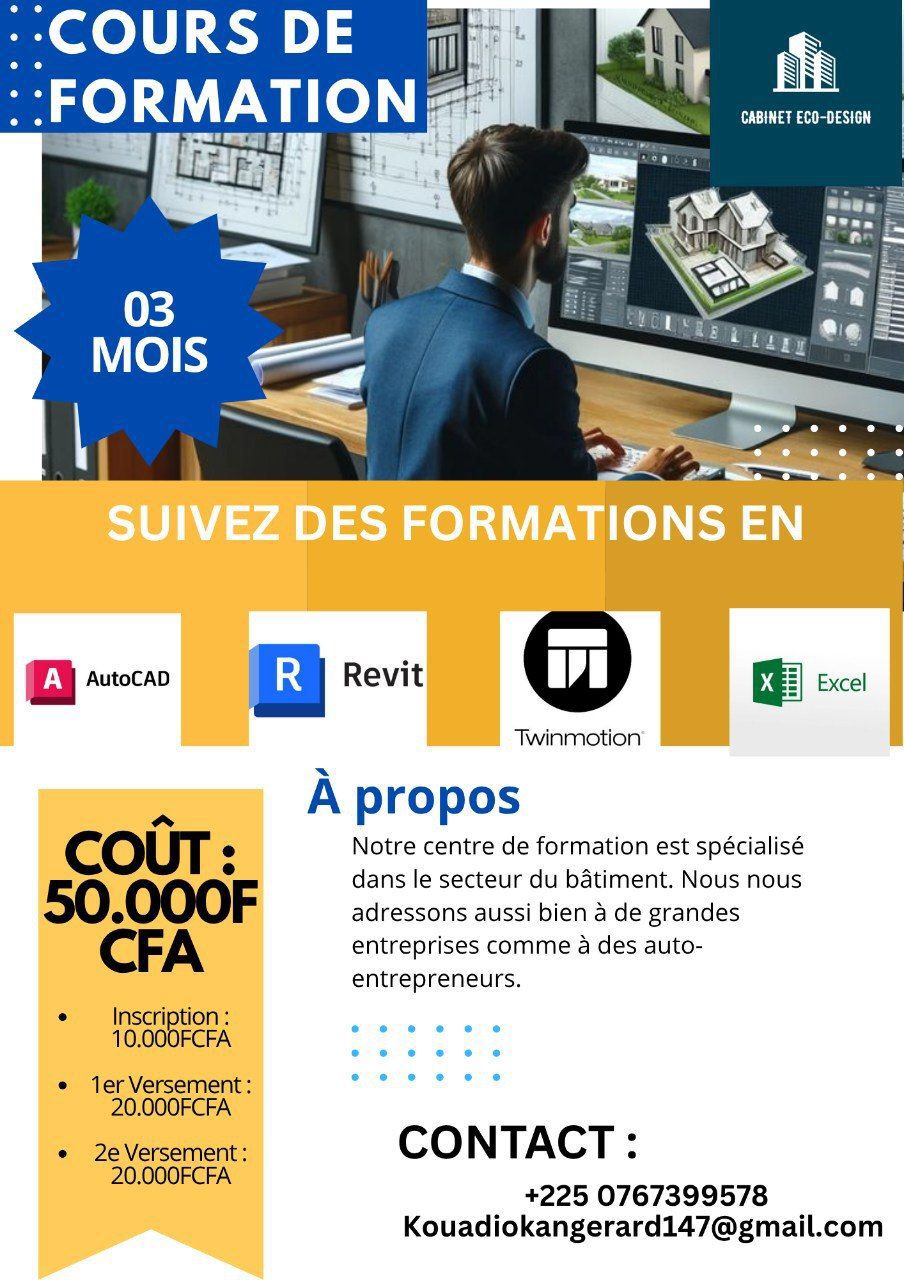 COURS DE
FORMATION
CABINET ECO-DESIGN
03
MOIS
SUIVEZ DES FORMATIONS EN
A AutoCAD
R Revit
Twinmotion
X Excel
COÛT :
50.000F
CFA
• Inscription :
10.000FCFA
• 1er Versement :
20.000FCFA
• 2e Versement :
20.000FCFA
À propos
Notre centre de formation est spécialisé
dans le secteur du bâtiment. Nous nous
adressons aussi bien à de grandes
entreprises comme à des auto-
entrepreneurs.
CONTACT :
+225 0767399578
Kouadiokangerard147@gmail.com